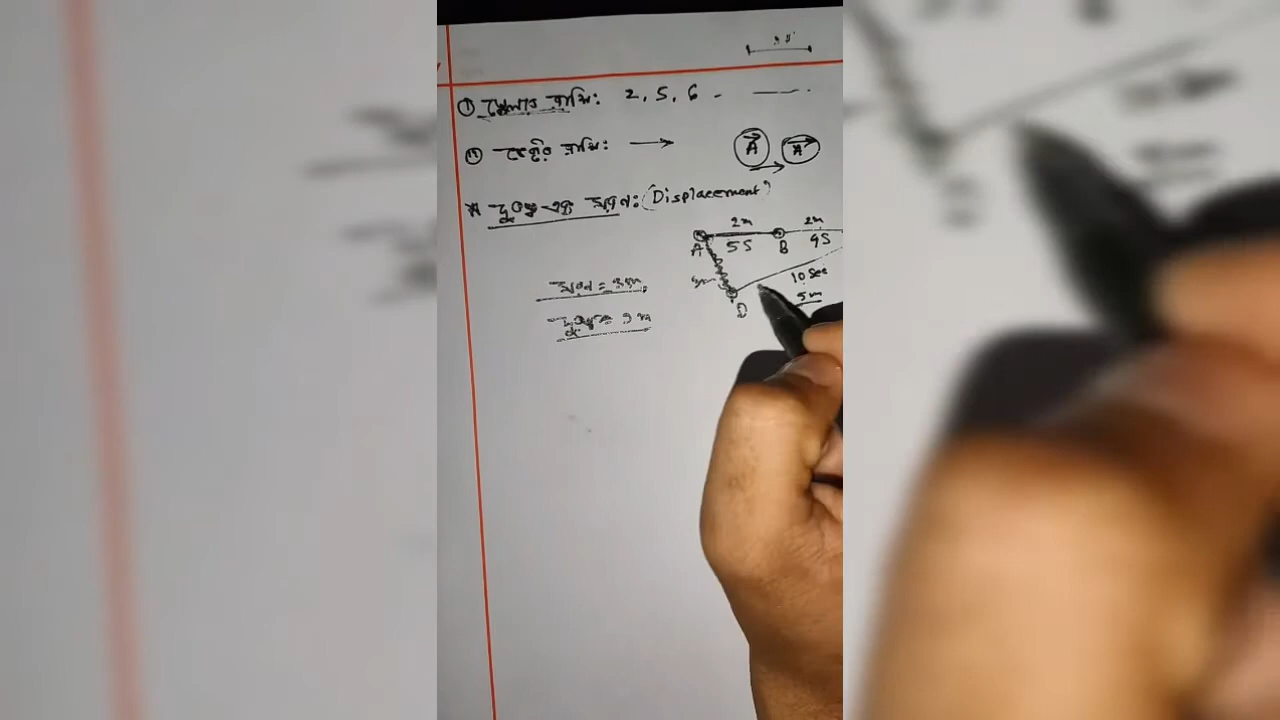 ① স্কেলার রাশি: 2, 5, 6 -
② ভেক্টর রাশি: →
A A
* দূরত্ব এবং সরণ: (Displacement)
2m 2m
A 5S B 4S
সরণ = 3m
10 Sec
5m
D
দূরত্ব = 9 m